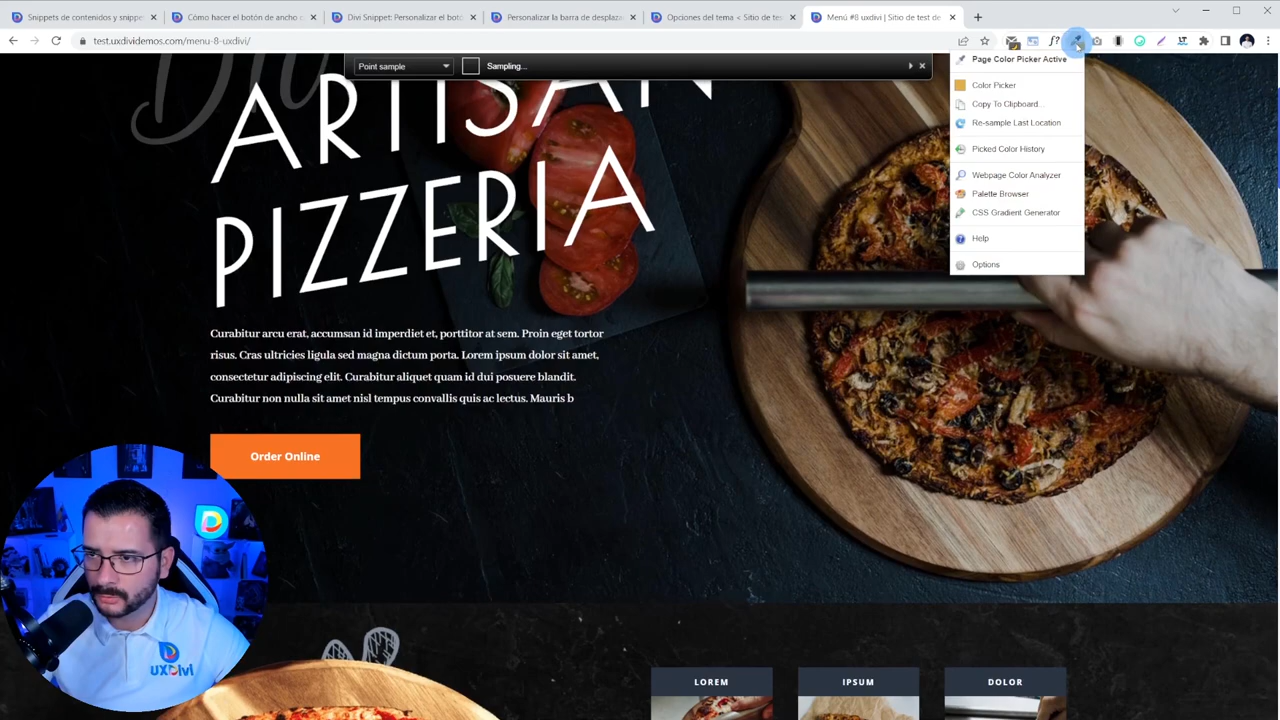 Snippets de contenidos y snippe
Cómo hacer el botón de ancho c
Divi Snippet: Personalizar el boto
Personalizar la barra de desplaza
Opciones del tema < Sitio de tes
Menú #8 uxdivi | Sitio de test de
test.uxdividemos.com/menu-8-uxdivi/
f?
LT
Point sample
Sampling...
Page Color Picker Active
Color Picker
Copy To Clipboard...
Re-sample Last Location
Picked Color History
Webpage Color Analyzer
Palette Browser
CSS Gradient Generator
Help
Options
Divi
ARTISAN
PIZZERIA
Curabitur arcu erat, accumsan id imperdiet et, porttitor at sem. Proin eget tortor
risus. Cras ultricies ligula sed magna dictum porta. Lorem ipsum dolor sit amet,
consectetur adipiscing elit. Curabitur aliquet quam id dui posuere blandit.
Curabitur non nulla sit amet nisl tempus convallis quis ac lectus. Mauris b
Order Online
UXDivi
LOREM
IPSUM
DOLOR